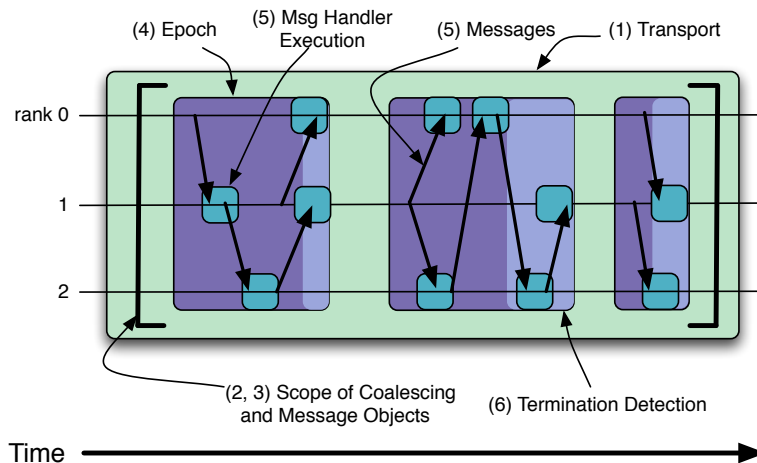 (4) Epoch
(5) Msg Handler
Execution
(5) Messages
(1) Transport
rank 0
1
2
(2, 3) Scope of Coalescing
and Message Objects
(6) Termination Detection
Time